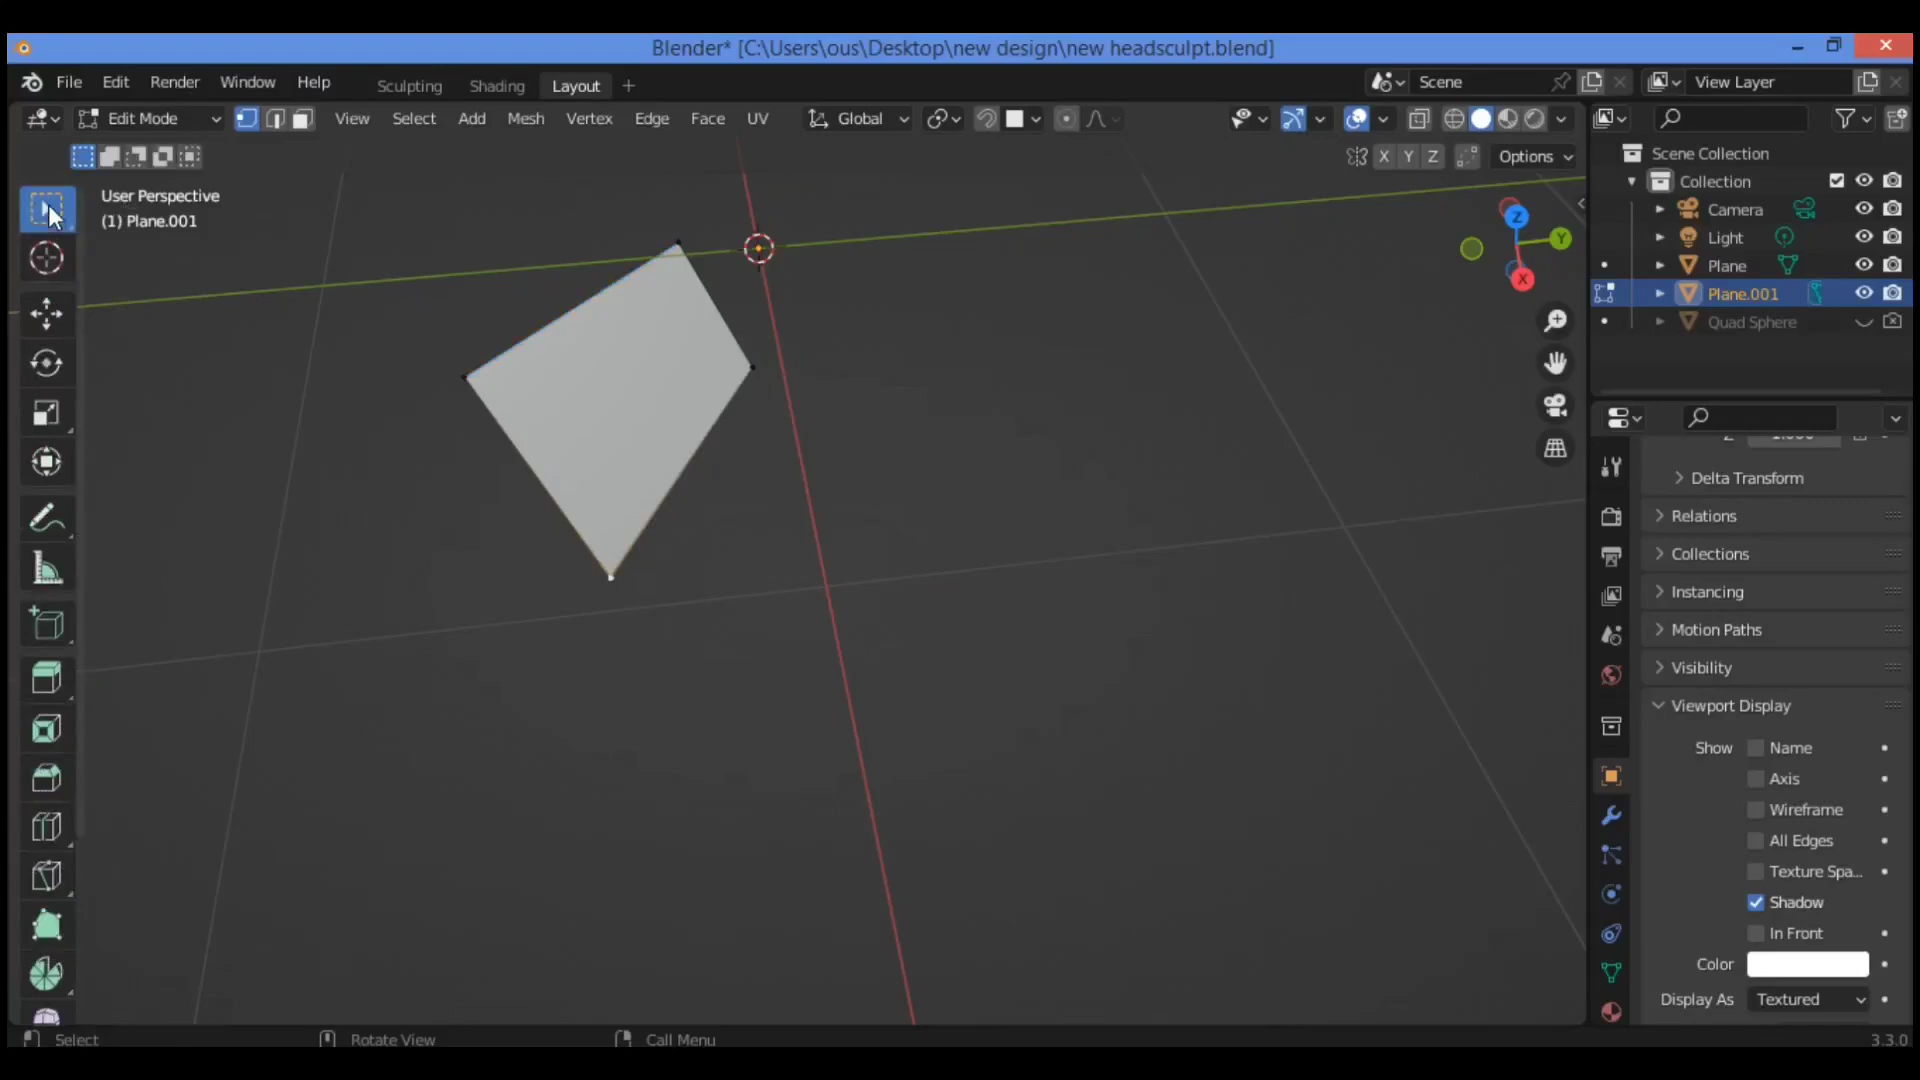 Blender* [C:\Users\ous\Desktop\new design\new headsculpt.blend]
File Edit Render Window Help Sculpting Shading Layout + Scene View Layer
Edit Mode View Select Add Mesh Vertex Edge Face UV Global
X Y Z Options
User Perspective
(1) Plane.001
Z
Y
X
Scene Collection
Collection
Camera
Light
Plane
Plane.001
Quad Sphere
Delta Transform
Relations
Collections
Instancing
Motion Paths
Visibility
Viewport Display
Show Name
Axis
Wireframe
All Edges
Texture Spa...
Shadow
In Front
Color
Display As Textured
Select Rotate View Call Menu 3.3.0